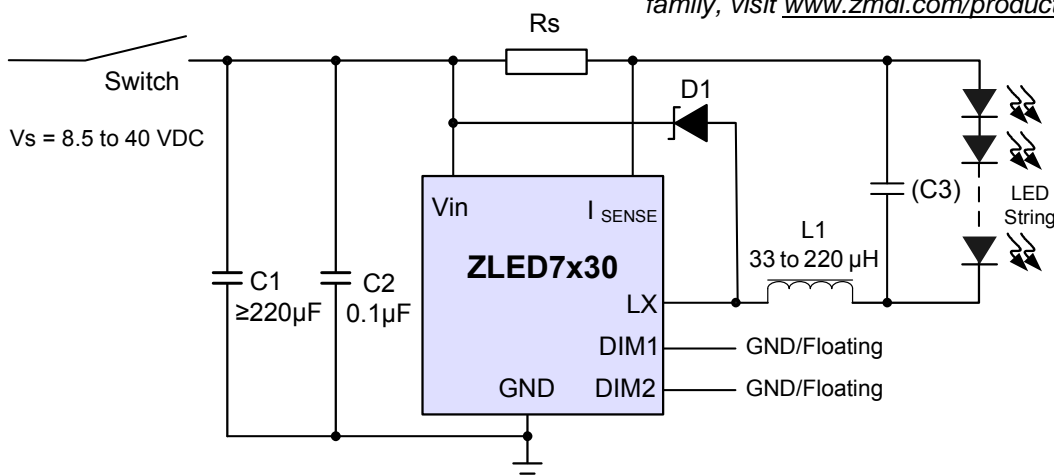 family, visit www.zmdi.com/product
Rs
Switch
D1
Vs = 8.5 to 40 VDC
Vin
I SENSE
(C3)
LED
String
L1
33 to 220 µH
ZLED7x30
C1
≥220µF
C2
0.1µF
LX
DIM1
GND/Floating
GND
DIM2
GND/Floating